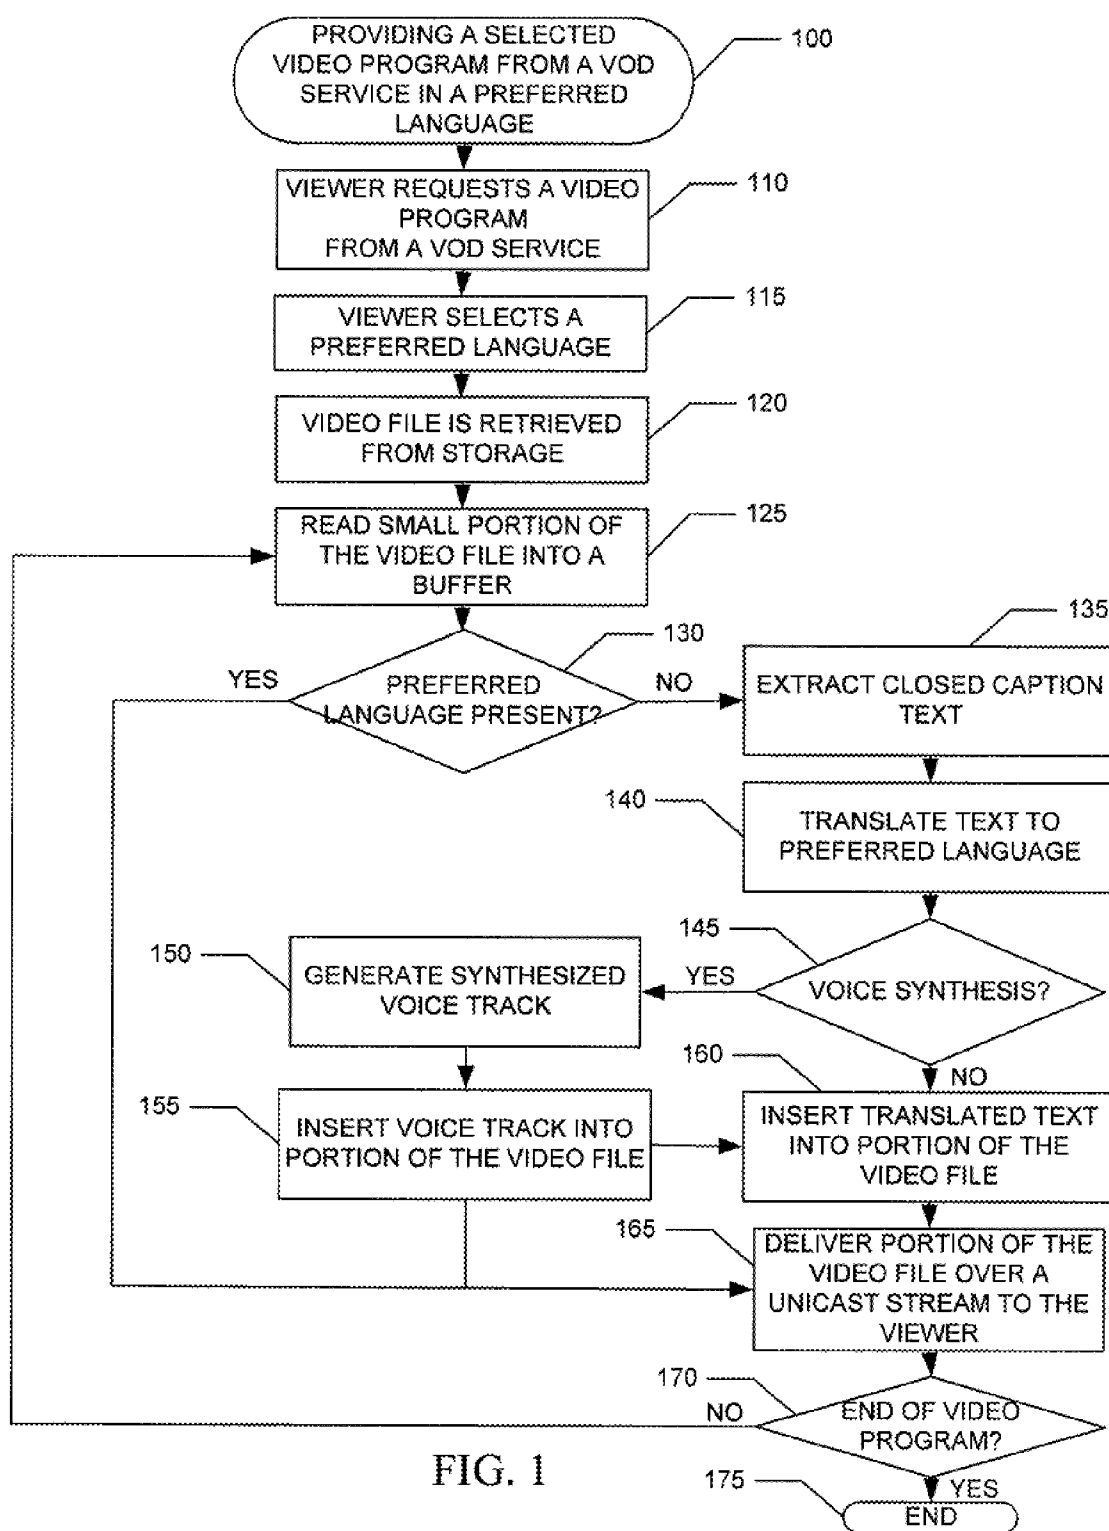 PROVIDING A SELECTED
VIDEO PROGRAM FROM A VOD
SERVICE IN A PREFERRED
LANGUAGE
100
VIEWER REQUESTS A VIDEO
PROGRAM
FROM A VOD SERVICE
110
VIEWER SELECTS A
PREFERRED LANGUAGE
115
VIDEO FILE IS RETRIEVED
FROM STORAGE
120
READ SMALL PORTION OF
THE VIDEO FILE INTO A
BUFFER
125
PREFERRED
LANGUAGE PRESENT?
130
YES
NO
135
EXTRACT CLOSED CAPTION
TEXT
140
TRANSLATE TEXT TO
PREFERRED LANGUAGE
145
VOICE SYNTHESIS?
YES
NO
150
GENERATE SYNTHESIZED
VOICE TRACK
155
INSERT VOICE TRACK INTO
PORTION OF THE VIDEO FILE
160
INSERT TRANSLATED TEXT
INTO PORTION OF THE
VIDEO FILE
165
DELIVER PORTION OF THE
VIDEO FILE OVER A
UNICAST STREAM TO THE
VIEWER
170
END OF VIDEO
PROGRAM?
NO
YES
175
END
FIG. 1